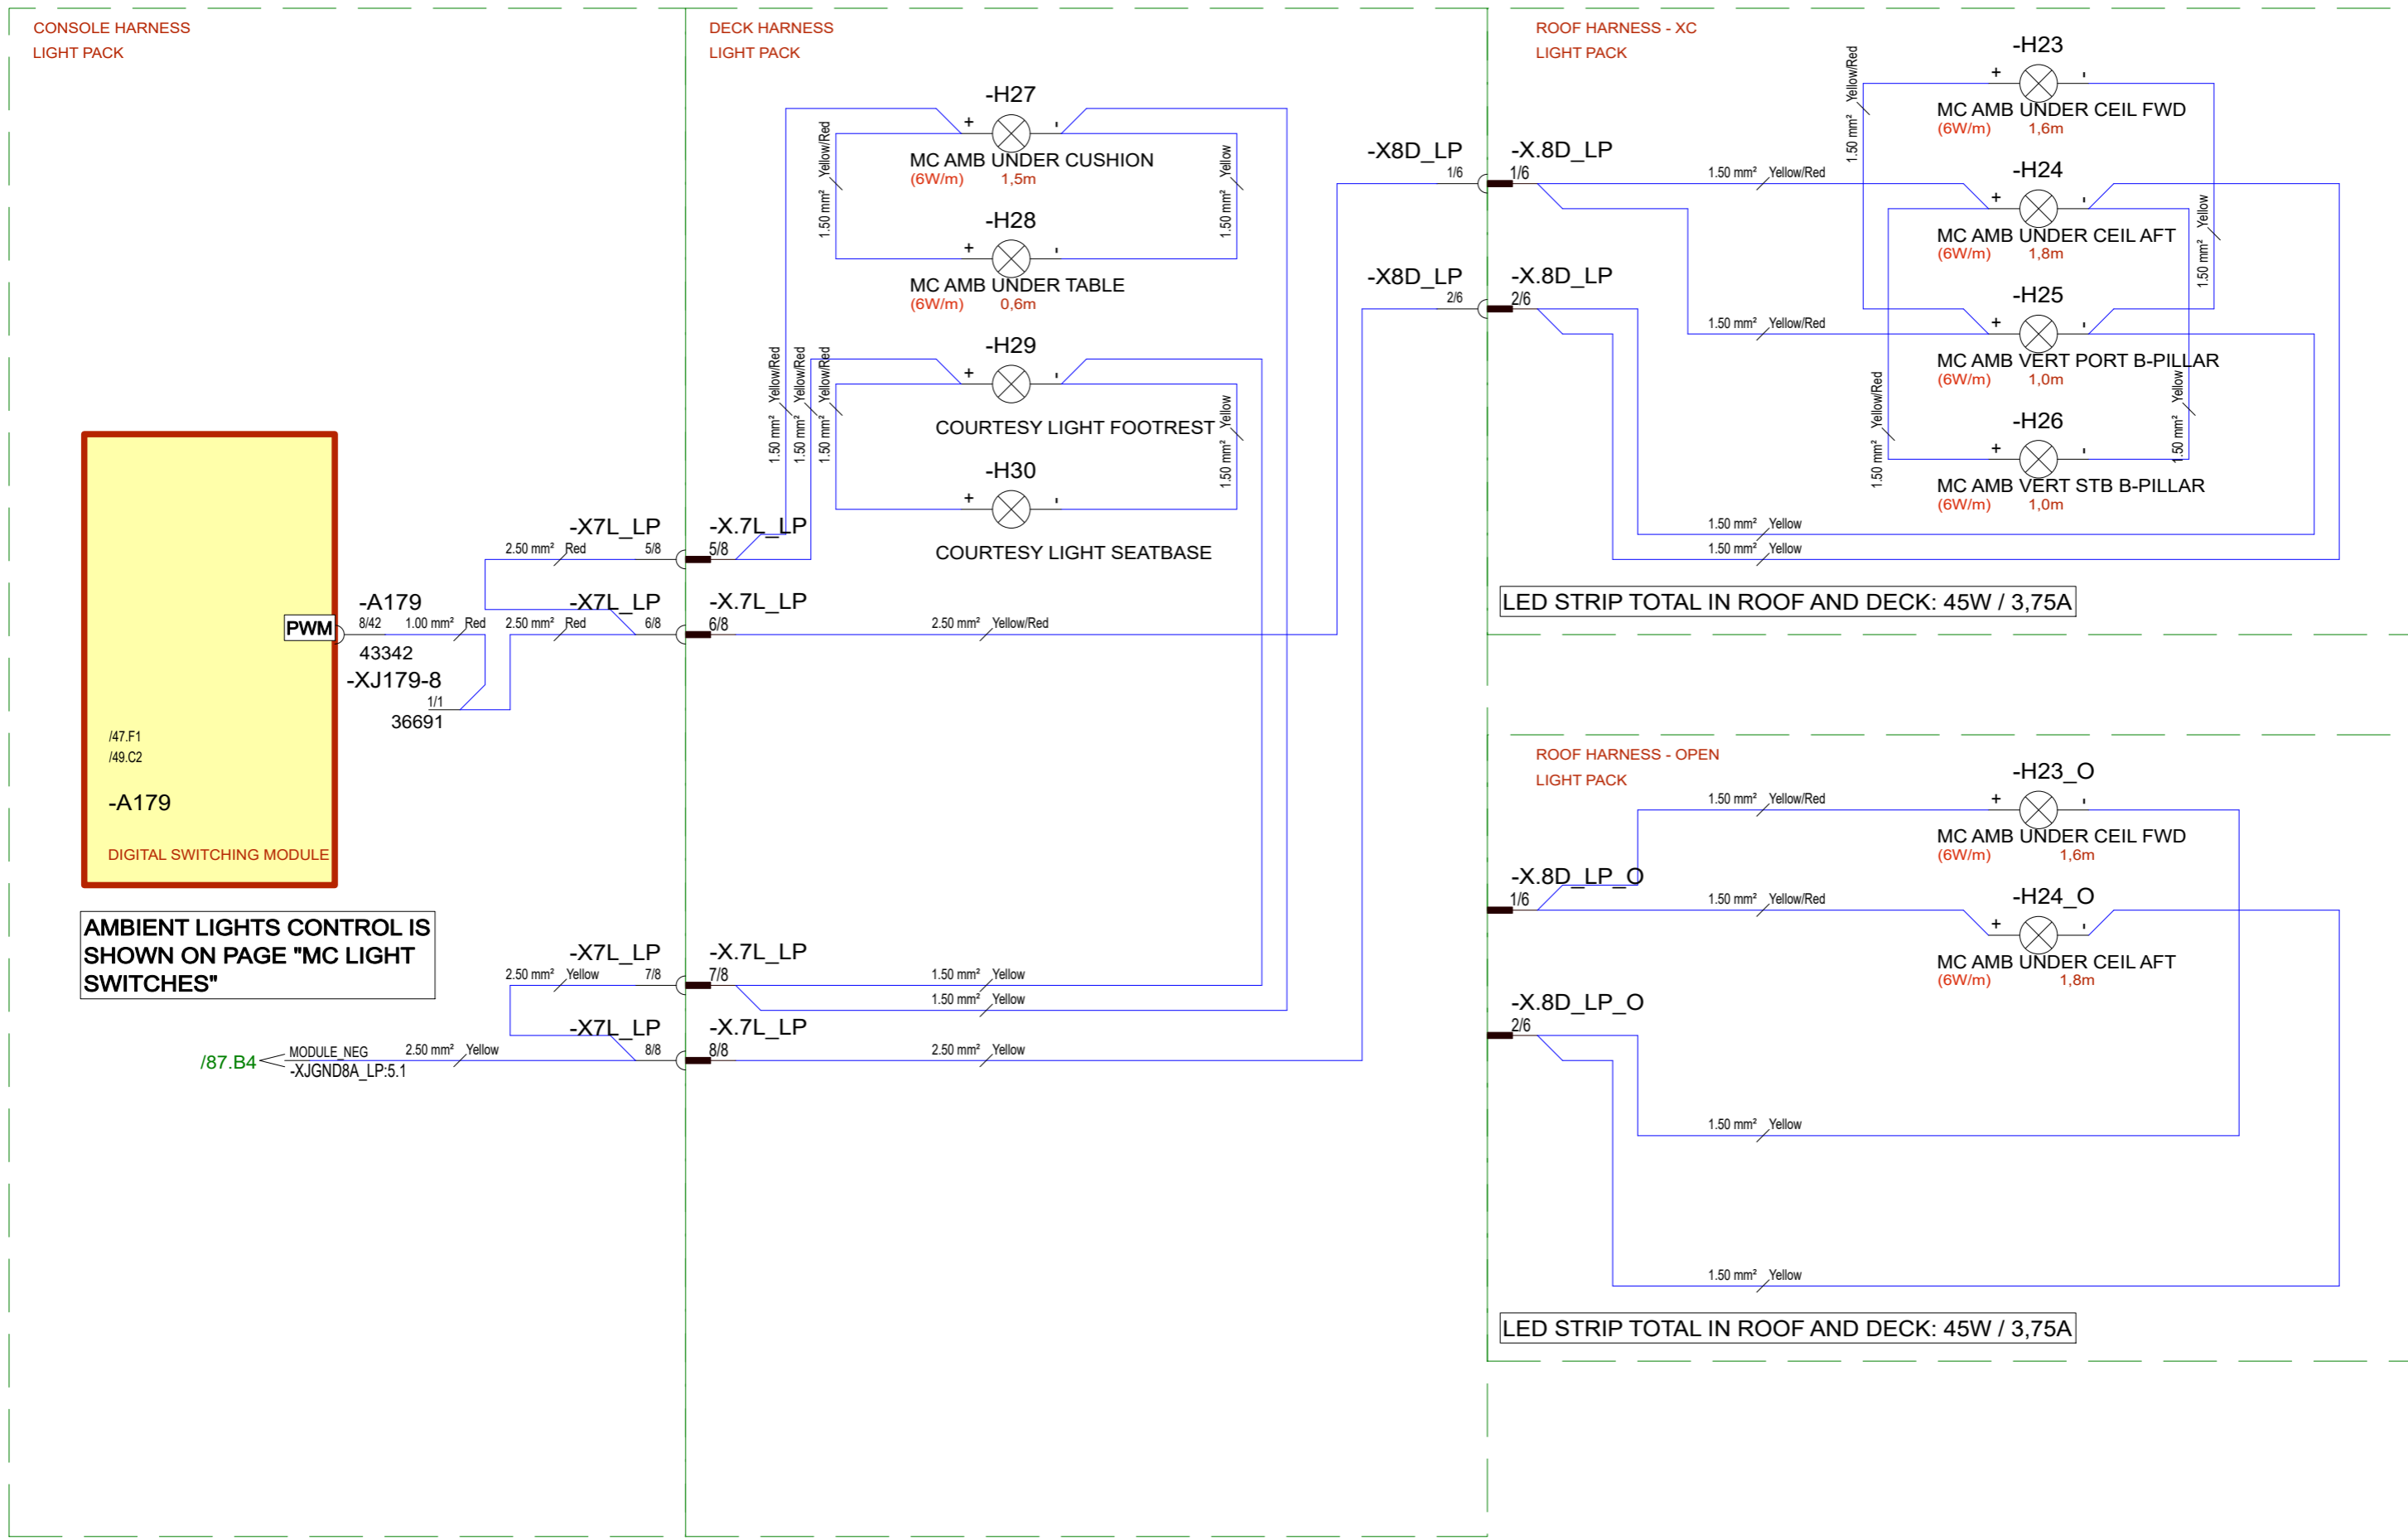 CONSOLE HARNESS
LIGHT PACK
-A179
8/42
1.00 mm² Red
PWM
43342
-XJ179-8
1/1
36691
/47.F1
/49.C2
-A179
DIGITAL SWITCHING MODULE
AMBIENT LIGHTS CONTROL IS
SHOWN ON PAGE "MC LIGHT
SWITCHES"
/87.B4
MODULE_NEG
-XJGND8A_LP:5.1
2.50 mm² Yellow
-X7L_LP
2.50 mm² Red
5/8
-X7L_LP
2.50 mm² Red
6/8
-X7L_LP
2.50 mm² Yellow
7/8
-X7L_LP
8/8
DECK HARNESS
LIGHT PACK
-H27
+ -
MC AMB UNDER CUSHION
(6W/m) 1,5m
1.50 mm² Yellow/Red
1.50 mm² Yellow
-H28
+ -
MC AMB UNDER TABLE
(6W/m) 0,6m
-H29
+ -
COURTESY LIGHT FOOTREST
1.50 mm² Yellow/Red
1.50 mm² Yellow/Red
1.50 mm² Yellow/Red
1.50 mm² Yellow
-H30
+ -
COURTESY LIGHT SEATBASE
-X.7L_LP
5/8
-X.7L_LP
6/8
2.50 mm² Yellow/Red
-X.7L_LP
7/8
1.50 mm² Yellow
1.50 mm² Yellow
-X.7L_LP
8/8
2.50 mm² Yellow
-X8D_LP
1/6
-X8D_LP
2/6
ROOF HARNESS - XC
LIGHT PACK
-X.8D_LP
1/6
1.50 mm² Yellow/Red
-X.8D_LP
2/6
1.50 mm² Yellow/Red
1.50 mm² Yellow/Red
-H23
+ -
MC AMB UNDER CEIL FWD
(6W/m) 1,6m
-H24
+ -
MC AMB UNDER CEIL AFT
(6W/m) 1,8m
1.50 mm² Yellow
-H25
+ -
MC AMB VERT PORT B-PILLAR
(6W/m) 1,0m
1.50 mm² Yellow/Red
1.50 mm² Yellow
-H26
+ -
MC AMB VERT STB B-PILLAR
(6W/m) 1,0m
1.50 mm² Yellow
1.50 mm² Yellow
LED STRIP TOTAL IN ROOF AND DECK: 45W / 3,75A
ROOF HARNESS - OPEN
LIGHT PACK
-H23_O
1.50 mm² Yellow/Red
+ -
MC AMB UNDER CEIL FWD
(6W/m) 1,6m
-X.8D_LP_O
1/6
1.50 mm² Yellow/Red
-H24_O
+ -
MC AMB UNDER CEIL AFT
(6W/m) 1,8m
-X.8D_LP_O
2/6
1.50 mm² Yellow
1.50 mm² Yellow
LED STRIP TOTAL IN ROOF AND DECK: 45W / 3,75A